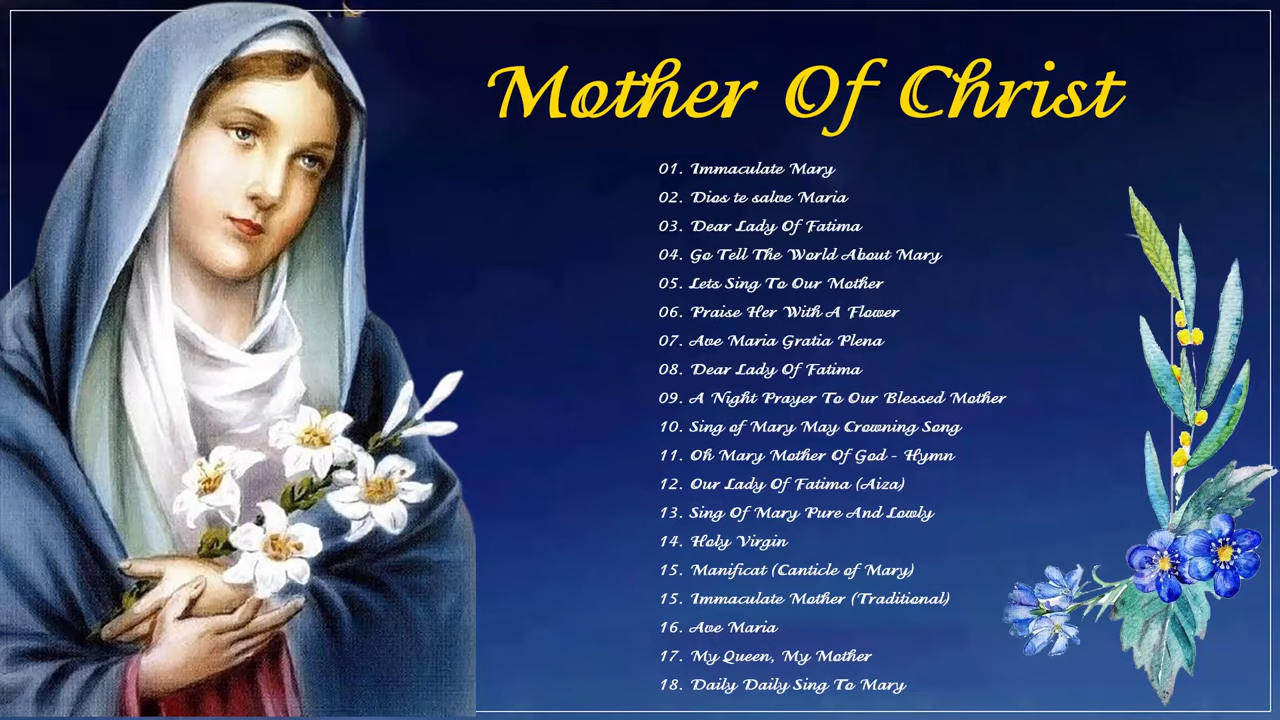 Mother Of Christ
01. Immaculate Mary
02. Dios te salve Maria
03. Dear Lady Of Fatima
04. Go Tell The World About Mary
05. Lets Sing To Our Mother
06. Praise Her With A Flower
07. Ave Maria Gratia Plena
08. Dear Lady Of Fatima
09. A Night Prayer To Our Blessed Mother
10. Sing of Mary May Crowning Song
11. Oh Mary Mother Of God - Hymn
12. Our Lady Of Fatima (Aiza)
13. Sing Of Mary Pure And Lowly
14. Holy Virgin
15. Manificat (Canticle of Mary)
15. Immaculate Mother (Traditional)
16. Ave Maria
17. My Queen, My Mother
18. Daily Daily Sing To Mary